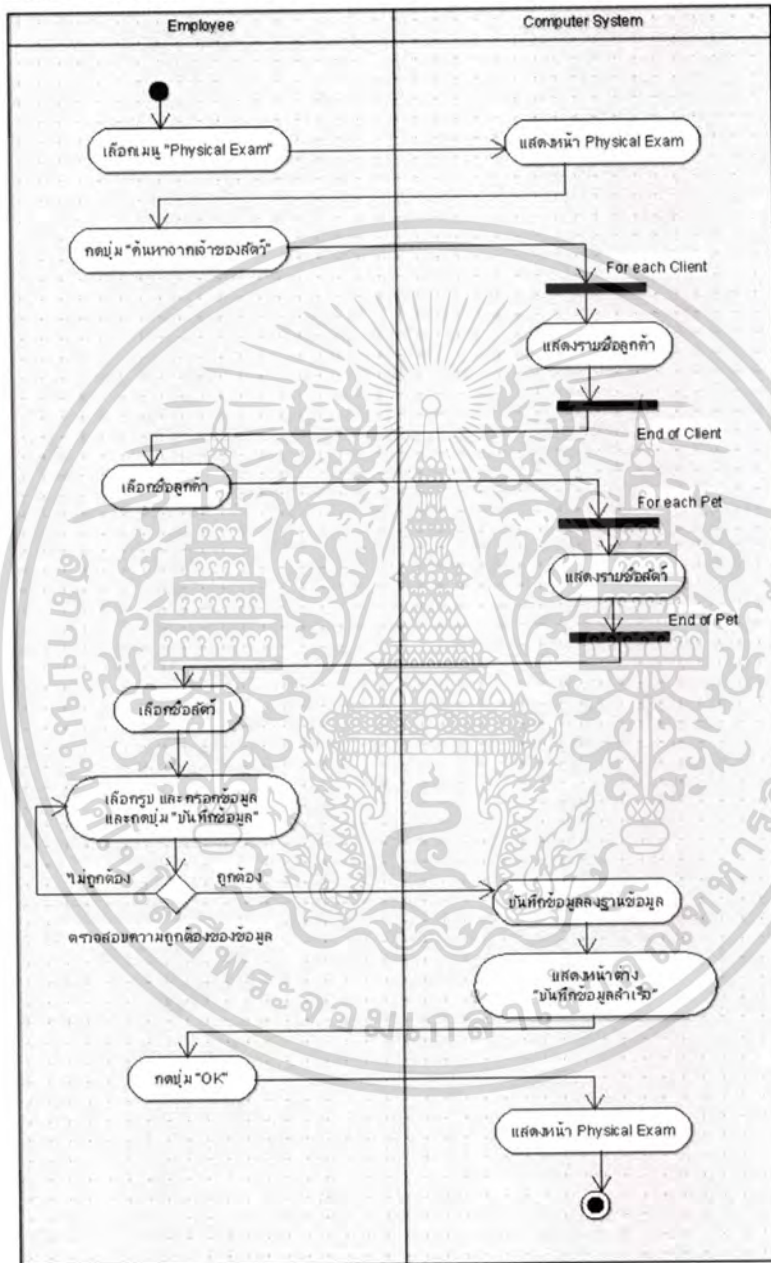 Employee
Computer System
เลือกเมนู "Physical Exam"
แสดงหน้า Physical Exam
กดปุ่ม "ค้นหาจากเจ้าของสัตว์"
For each Client
แสดงรายชื่อลูกค้า
End of Client
เลือกชื่อลูกค้า
For each Pet
แสดงรายชื่อสัตว์
End of Pet
เลือกชื่อสัตว์
เลือกรูป และกรอกข้อมูล
และกดปุ่ม "บันทึกข้อมูล"
ไม่ถูกต้อง
ถูกต้อง
ตรวจสอบความถูกต้องของข้อมูล
บันทึกข้อมูลลงฐานข้อมูล
แสดงหน้าต่าง
"บันทึกข้อมูลสำเร็จ"
กดปุ่ม "OK"
แสดงหน้า Physical Exam
พระจอมเกล้า